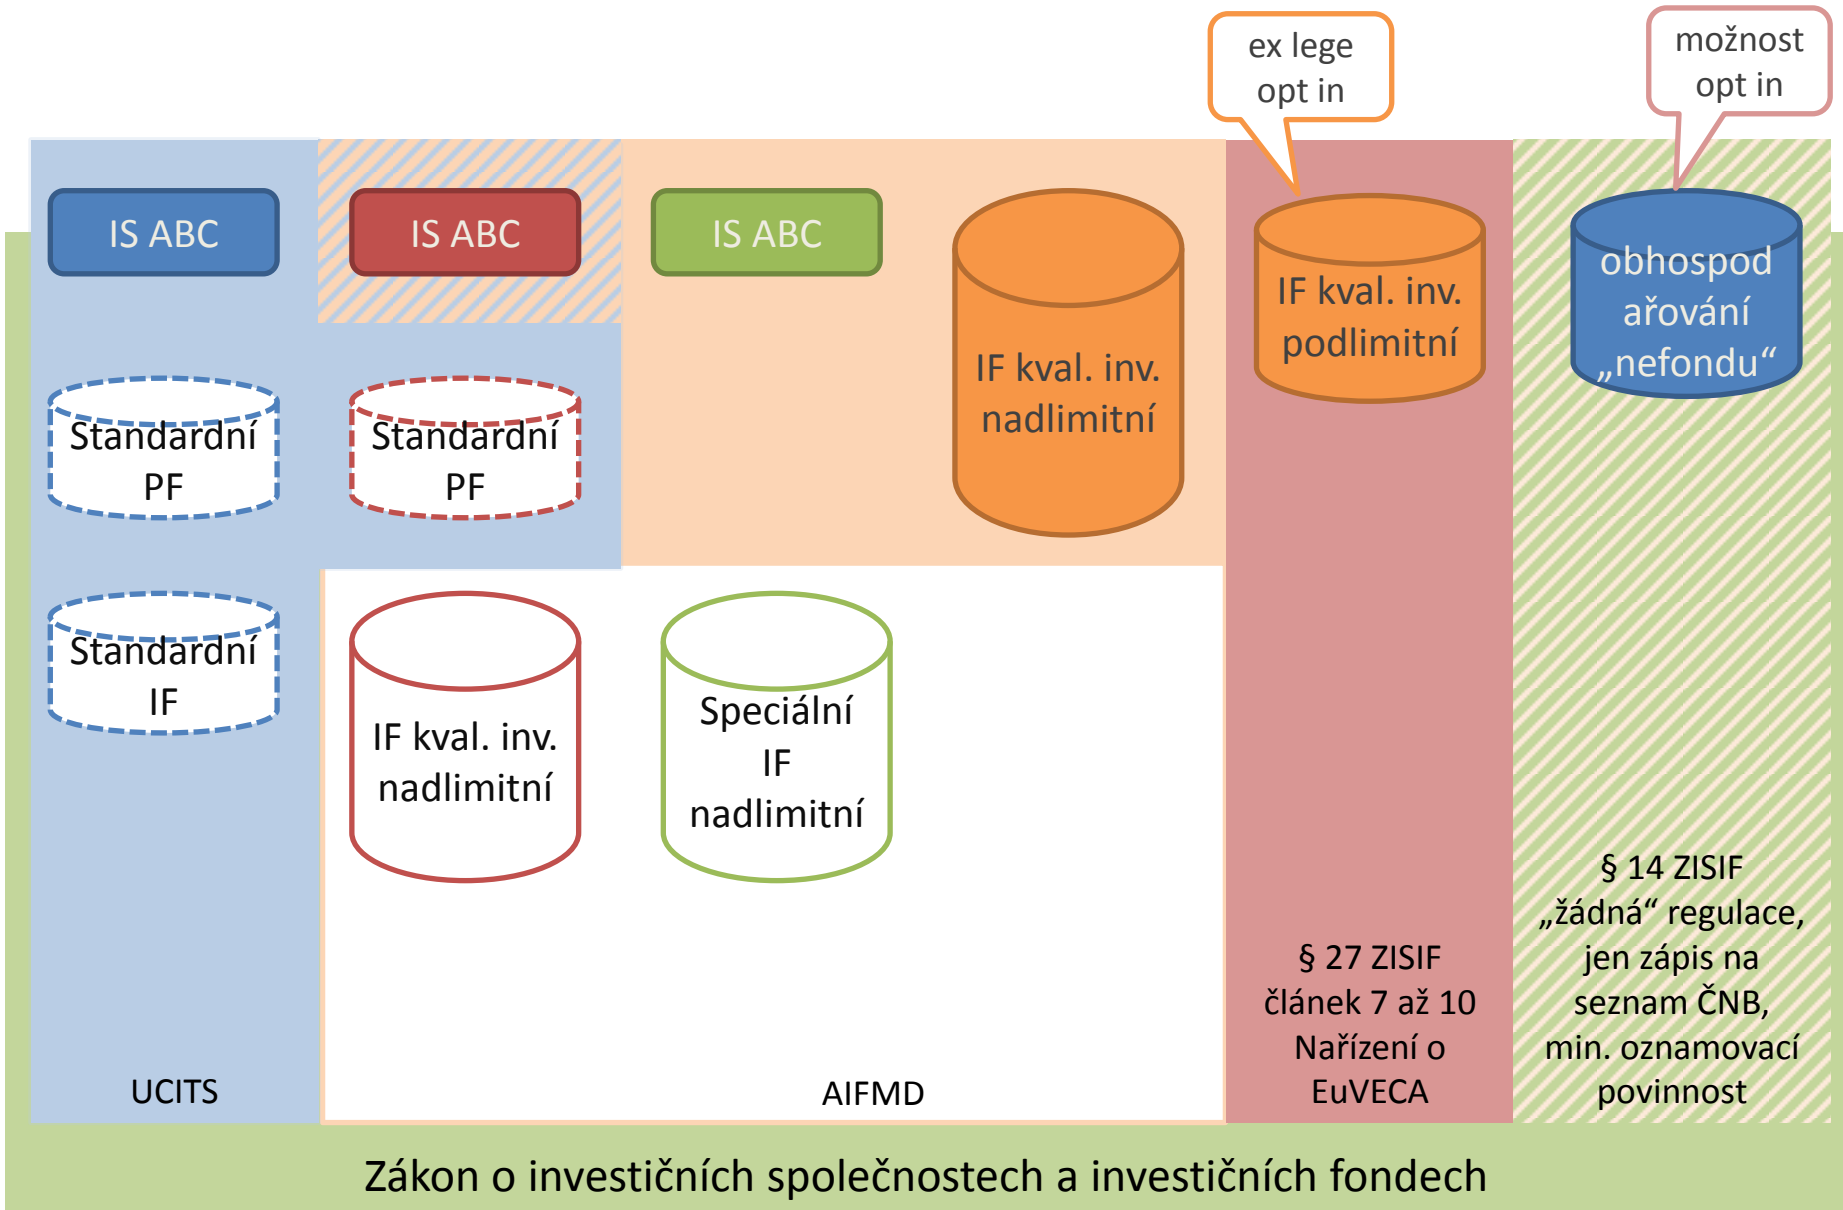 ex lege
opt in
možnost
opt in
IS ABC
IS ABC
IS ABC
IF kval. inv.
nadlimitní
IF kval. inv.
podlimitní
obhospod
ařování
„nefondu“
Standardní
PF
Standardní
PF
Standardní
IF
IF kval. inv.
nadlimitní
Speciální
IF
nadlimitní
UCITS
AIFMD
§ 27 ZISIF
článek 7 až 10
Nařízení o
EuVECA
§ 14 ZISIF
„žádná“ regulace,
jen zápis na
seznam ČNB,
min. oznamovací
povinnost
Zákon o investičních společnostech a investičních fondech